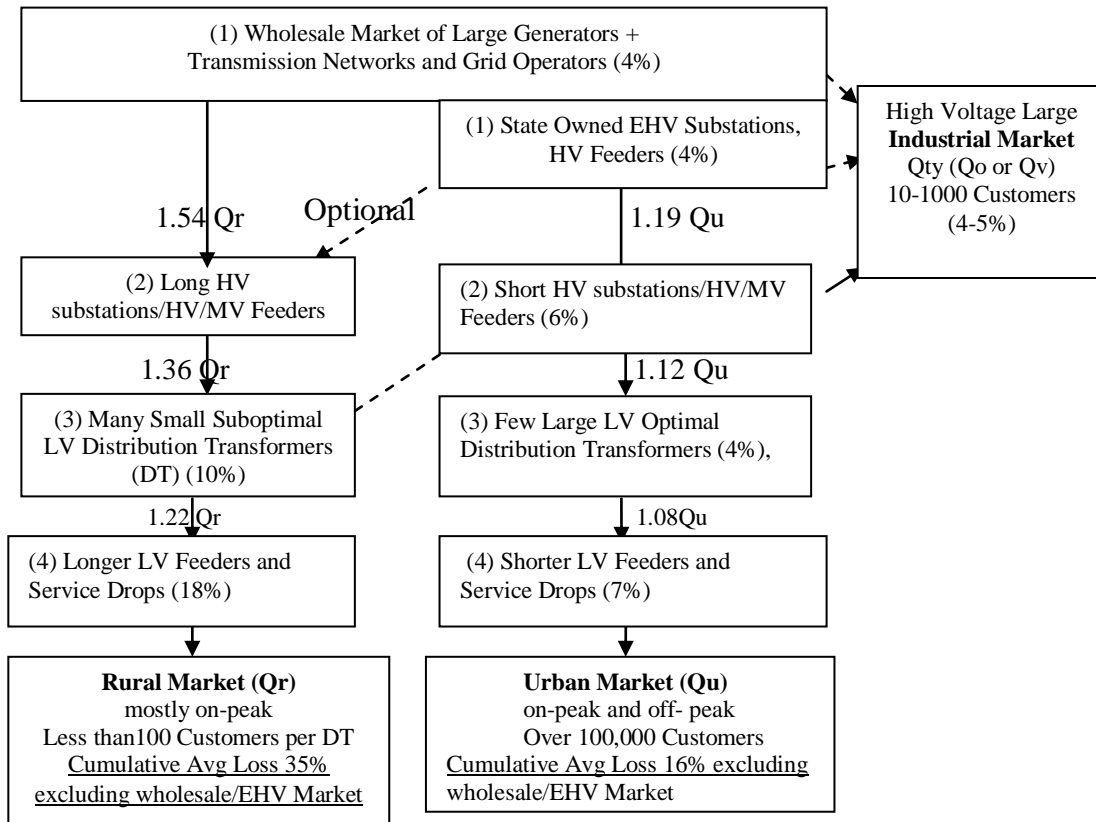 (1) Wholesale Market of Large Generators +
Transmission Networks and Grid Operators (4%)
High Voltage Large
Industrial Market
Qty (Qo or Qv)
10-1000 Customers
(4-5%)
(1) State Owned EHV Substations,
HV Feeders (4%)
1.54 Qr
Optional
1.19 Qu
(2) Long HV
substations/HV/MV Feeders
(2) Short HV substations/HV/MV
Feeders (6%)
1.36 Qr
1.12 Qu
(3) Many Small Suboptimal
LV Distribution Transformers
(DT) (10%)
(3) Few Large LV Optimal
Distribution Transformers (4%),
1.22 Qr
1.08Qu
(4) Longer LV Feeders and
Service Drops (18%)
(4) Shorter LV Feeders and
Service Drops (7%)
Rural Market (Qr)
mostly on-peak
Less than100 Customers per DT
Cumulative Avg Loss 35%
excluding wholesale/EHV Market
Urban Market (Qu)
on-peak and off- peak
Over 100,000 Customers
Cumulative Avg Loss 16% excluding
wholesale/EHV Market